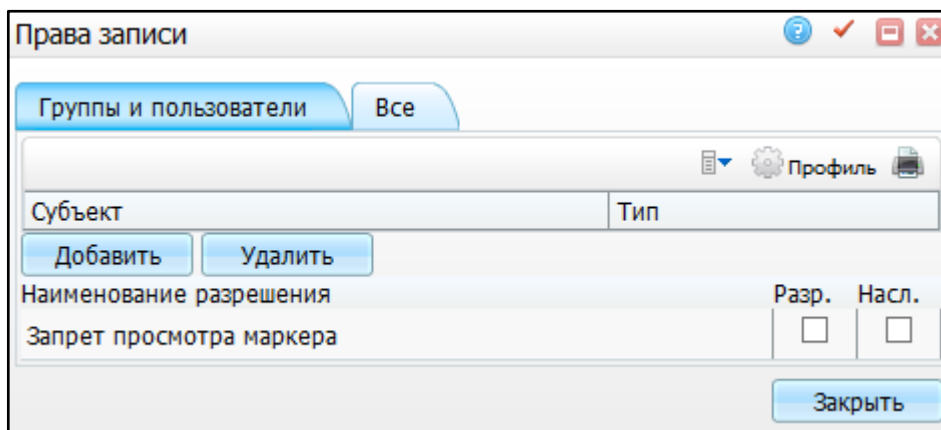 Права записи
Группы и пользователи Все
Профиль
Субъект Тип
Добавить Удалить
Наименование разрешения Разр. Насл.
Запрет просмотра маркера
Закрыть